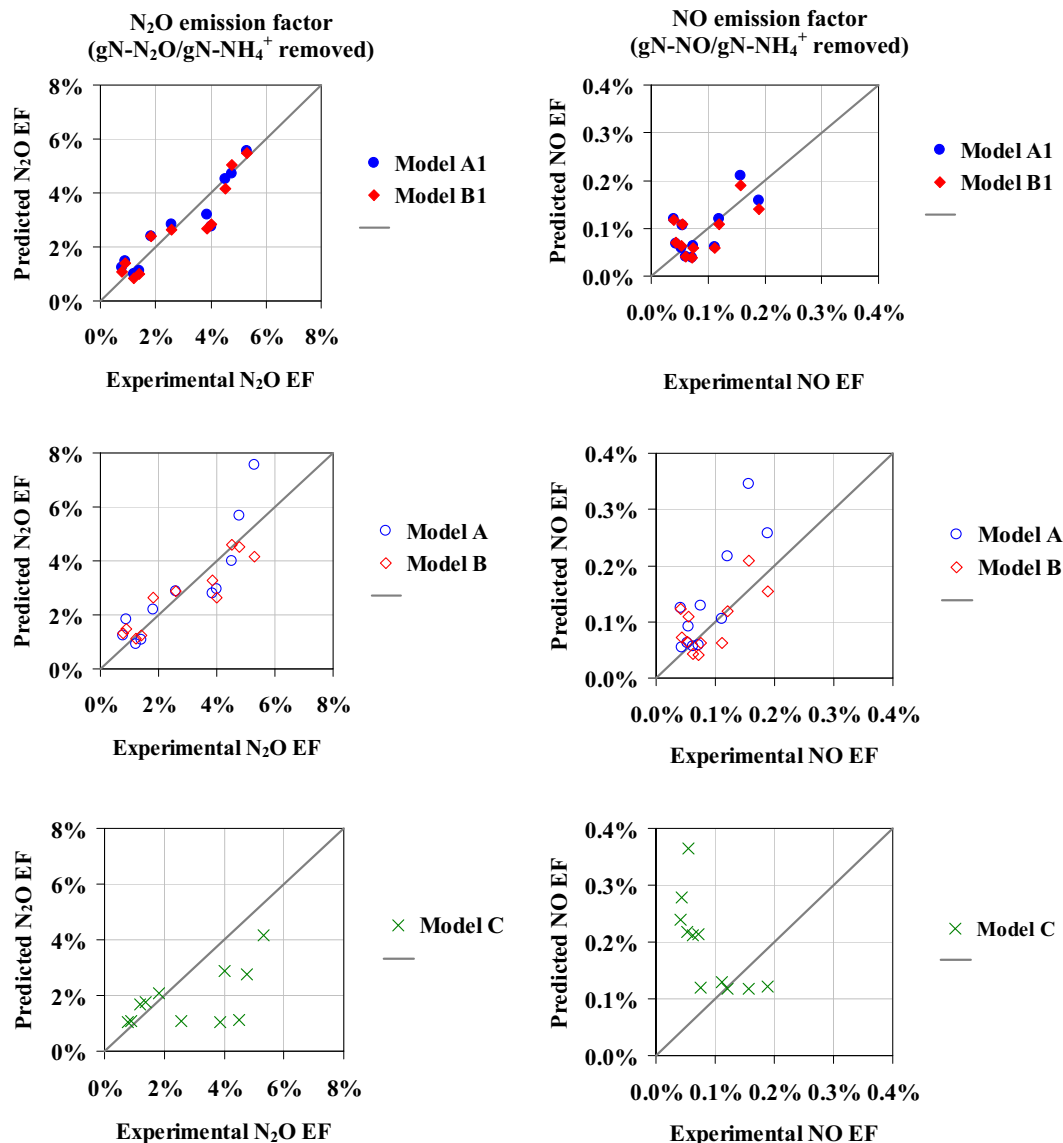 N₂O emission factor
(gN-N₂O/gN-NH₄⁺ removed)
NO emission factor
(gN-NO/gN-NH₄⁺ removed)
Predicted N₂O EF
8%
6%
4%
2%
0%
0% 2% 4% 6% 8%
Experimental N₂O EF
Model A1
Model B1
Predicted NO EF
0.4%
0.3%
0.2%
0.1%
0.0%
0.0% 0.1% 0.2% 0.3% 0.4%
Experimental NO EF
Model A1
Model B1
Predicted N₂O EF
8%
6%
4%
2%
0%
0% 2% 4% 6% 8%
Experimental N₂O EF
Model A
Model B
Predicted NO EF
0.4%
0.3%
0.2%
0.1%
0.0%
0.0% 0.1% 0.2% 0.3% 0.4%
Experimental NO EF
Model A
Model B
Predicted N₂O EF
8%
6%
4%
2%
0%
0% 2% 4% 6% 8%
Experimental N₂O EF
Model C
Predicted NO EF
0.4%
0.3%
0.2%
0.1%
0.0%
0.0% 0.1% 0.2% 0.3% 0.4%
Experimental NO EF
Model C